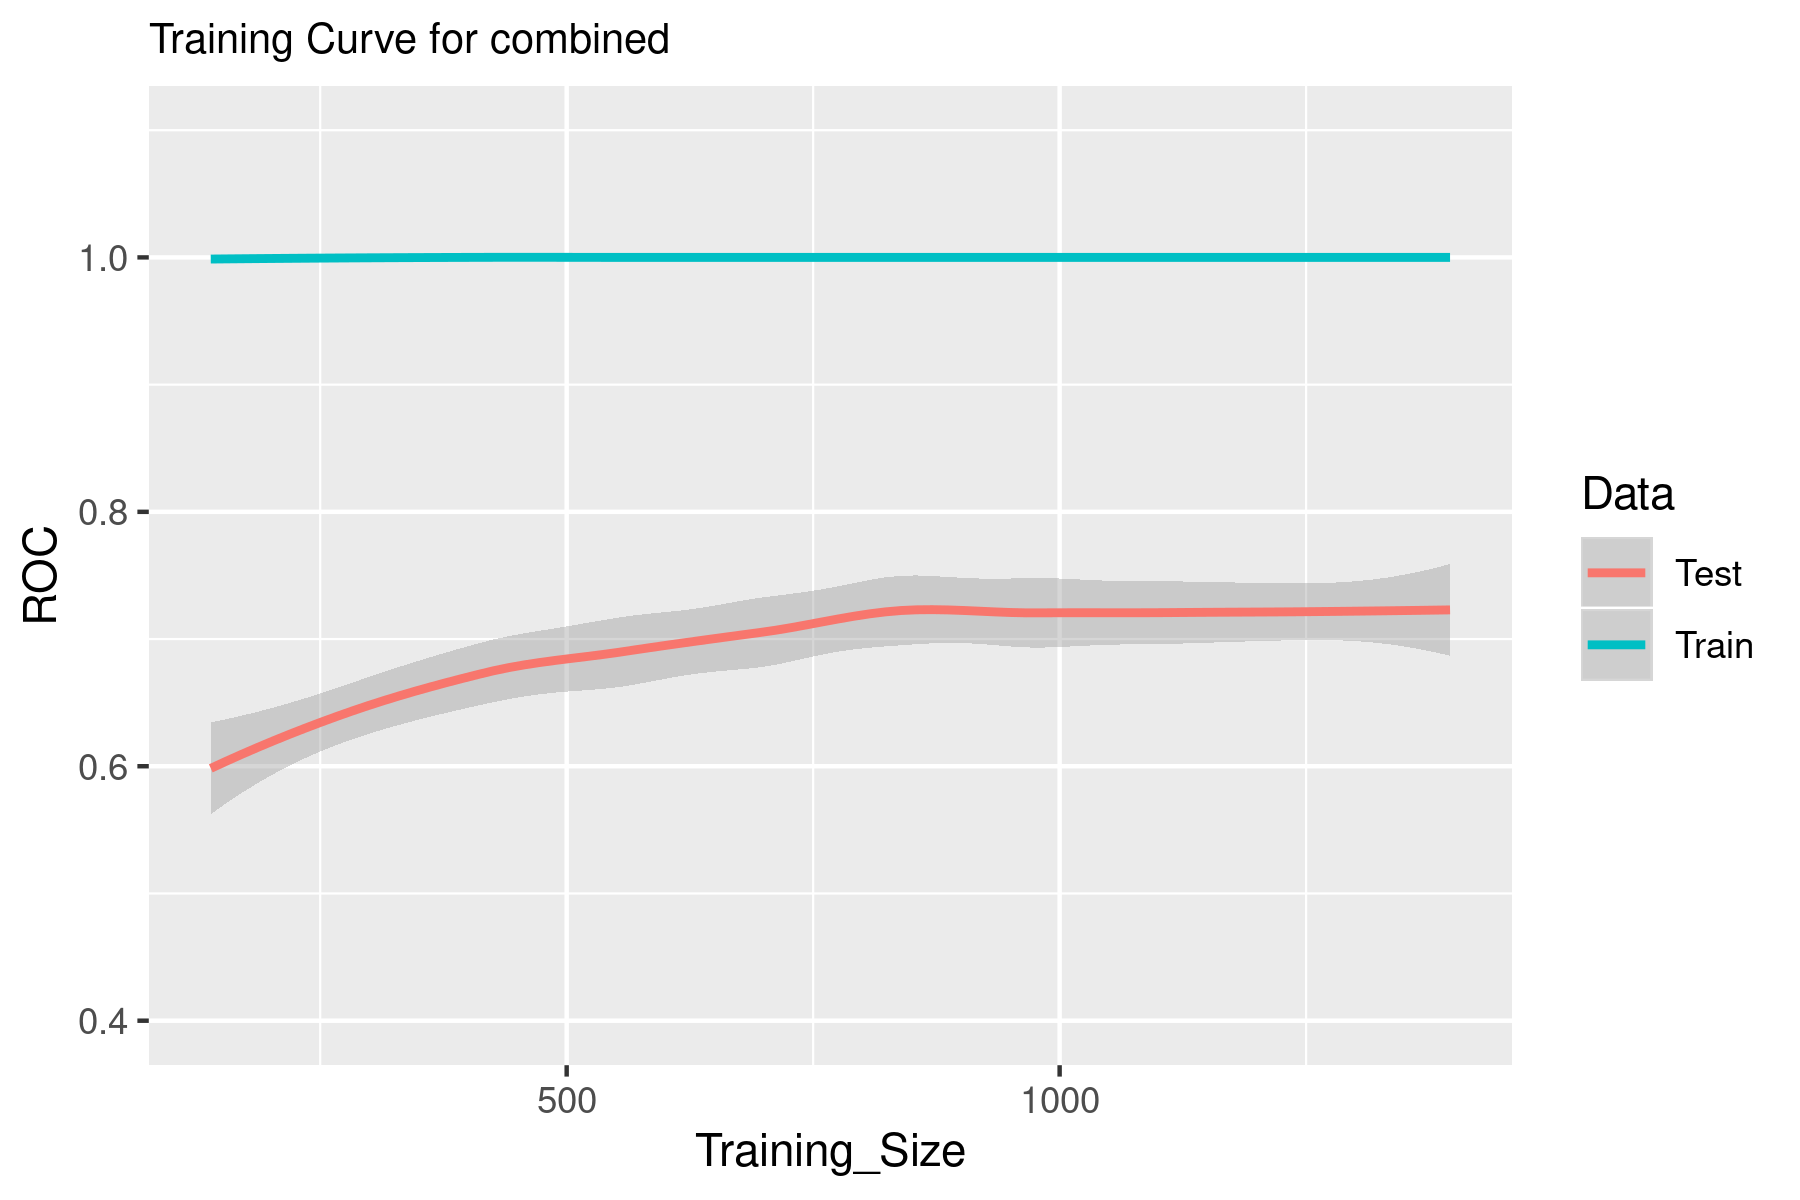 Training Curve for combined
1.0
0.8
0.6
0.4
ROC
500
1000
Training_Size
Data
Test
Train